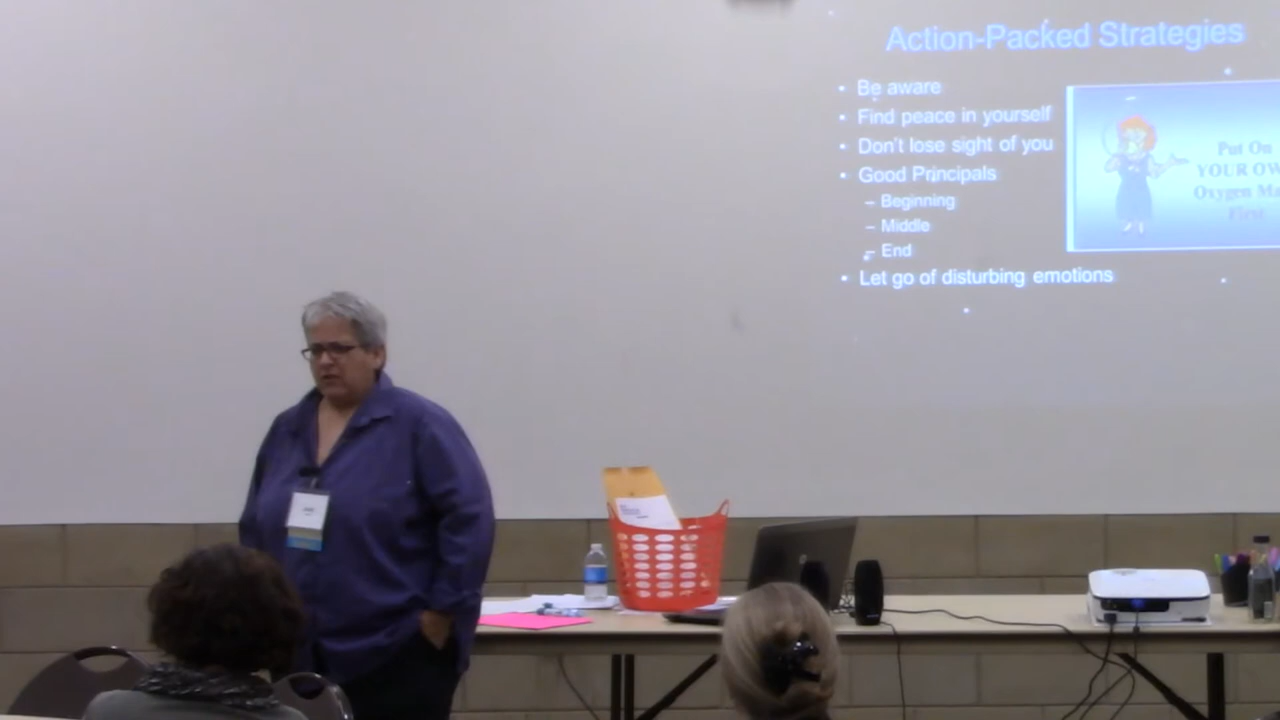 Action-Packed Strategies
• Be aware
• Find peace in yourself
• Don't lose sight of you
• Good Principals
– Beginning
– Middle
– End
• Let go of disturbing emotions
Put On
YOUR OW
Oxygen Ma
First